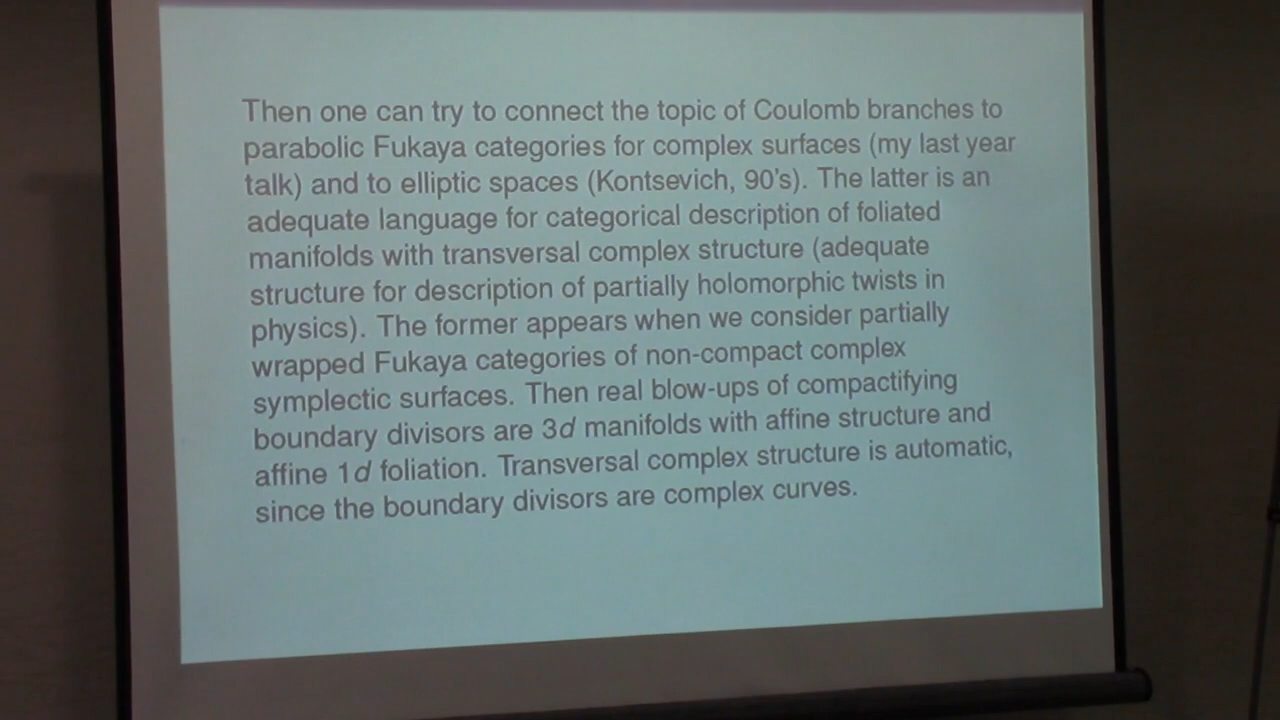 Then one can try to connect the topic of Coulomb branches to
parabolic Fukaya categories for complex surfaces (my last year
talk) and to elliptic spaces (Kontsevich, 90's). The latter is an
adequate language for categorical description of foliated
manifolds with transversal complex structure (adequate
structure for description of partially holomorphic twists in
physics). The former appears when we consider partially
wrapped Fukaya categories of non-compact complex
symplectic surfaces. Then real blow-ups of compactifying
boundary divisors are 3d manifolds with affine structure and
affine 1d foliation. Transversal complex structure is automatic,
since the boundary divisors are complex curves.